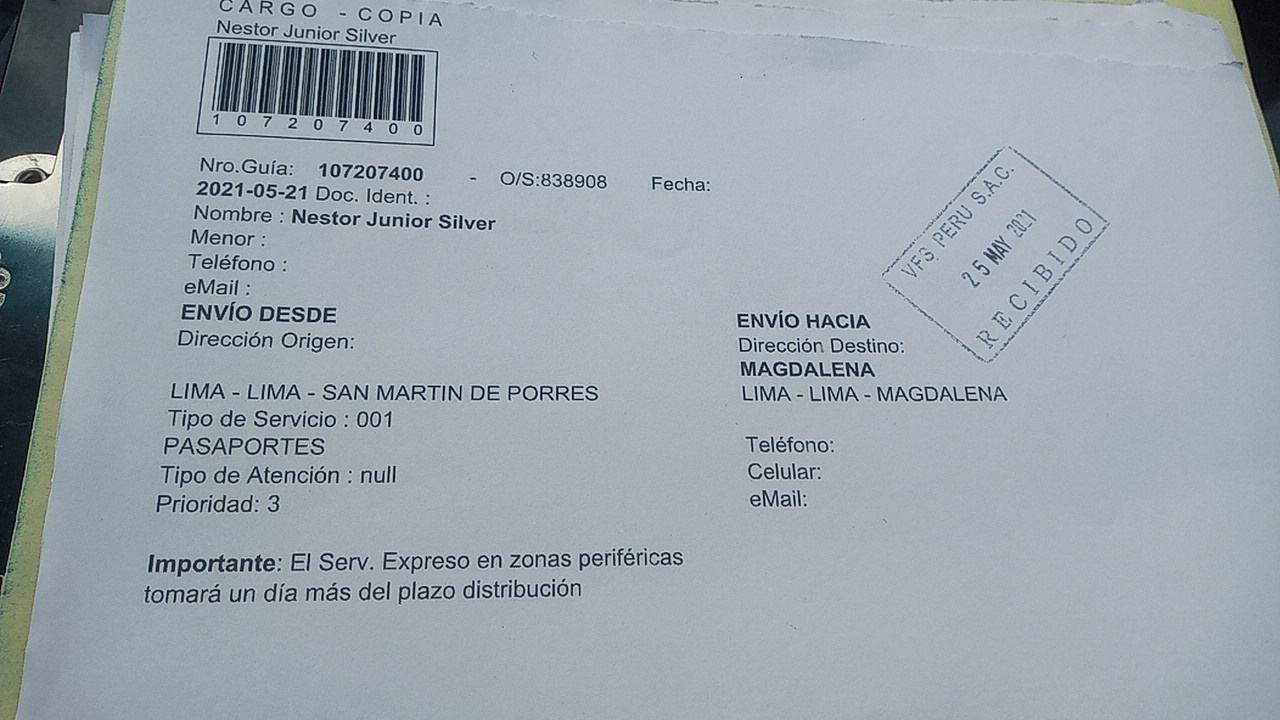 CARGO - COPIA
Nestor Junior Silver
107207400
Nro.Guía: 107207400 - O/S:838908 Fecha:
2021-05-21 Doc. Ident. :
Nombre : Nestor Junior Silver
Menor :
Teléfono :
eMail :
ENVÍO DESDE
Dirección Origen:
LIMA - LIMA - SAN MARTIN DE PORRES
Tipo de Servicio : 001
PASAPORTES
Tipo de Atención : null
Prioridad: 3
ENVÍO HACIA
Dirección Destino:
MAGDALENA
LIMA - LIMA - MAGDALENA
Teléfono:
Celular:
eMail:
Importante: El Serv. Expreso en zonas periféricas
tomará un día más del plazo distribución
VFS PERU S.A.C.
25 MAY 2021
RECIBIDO